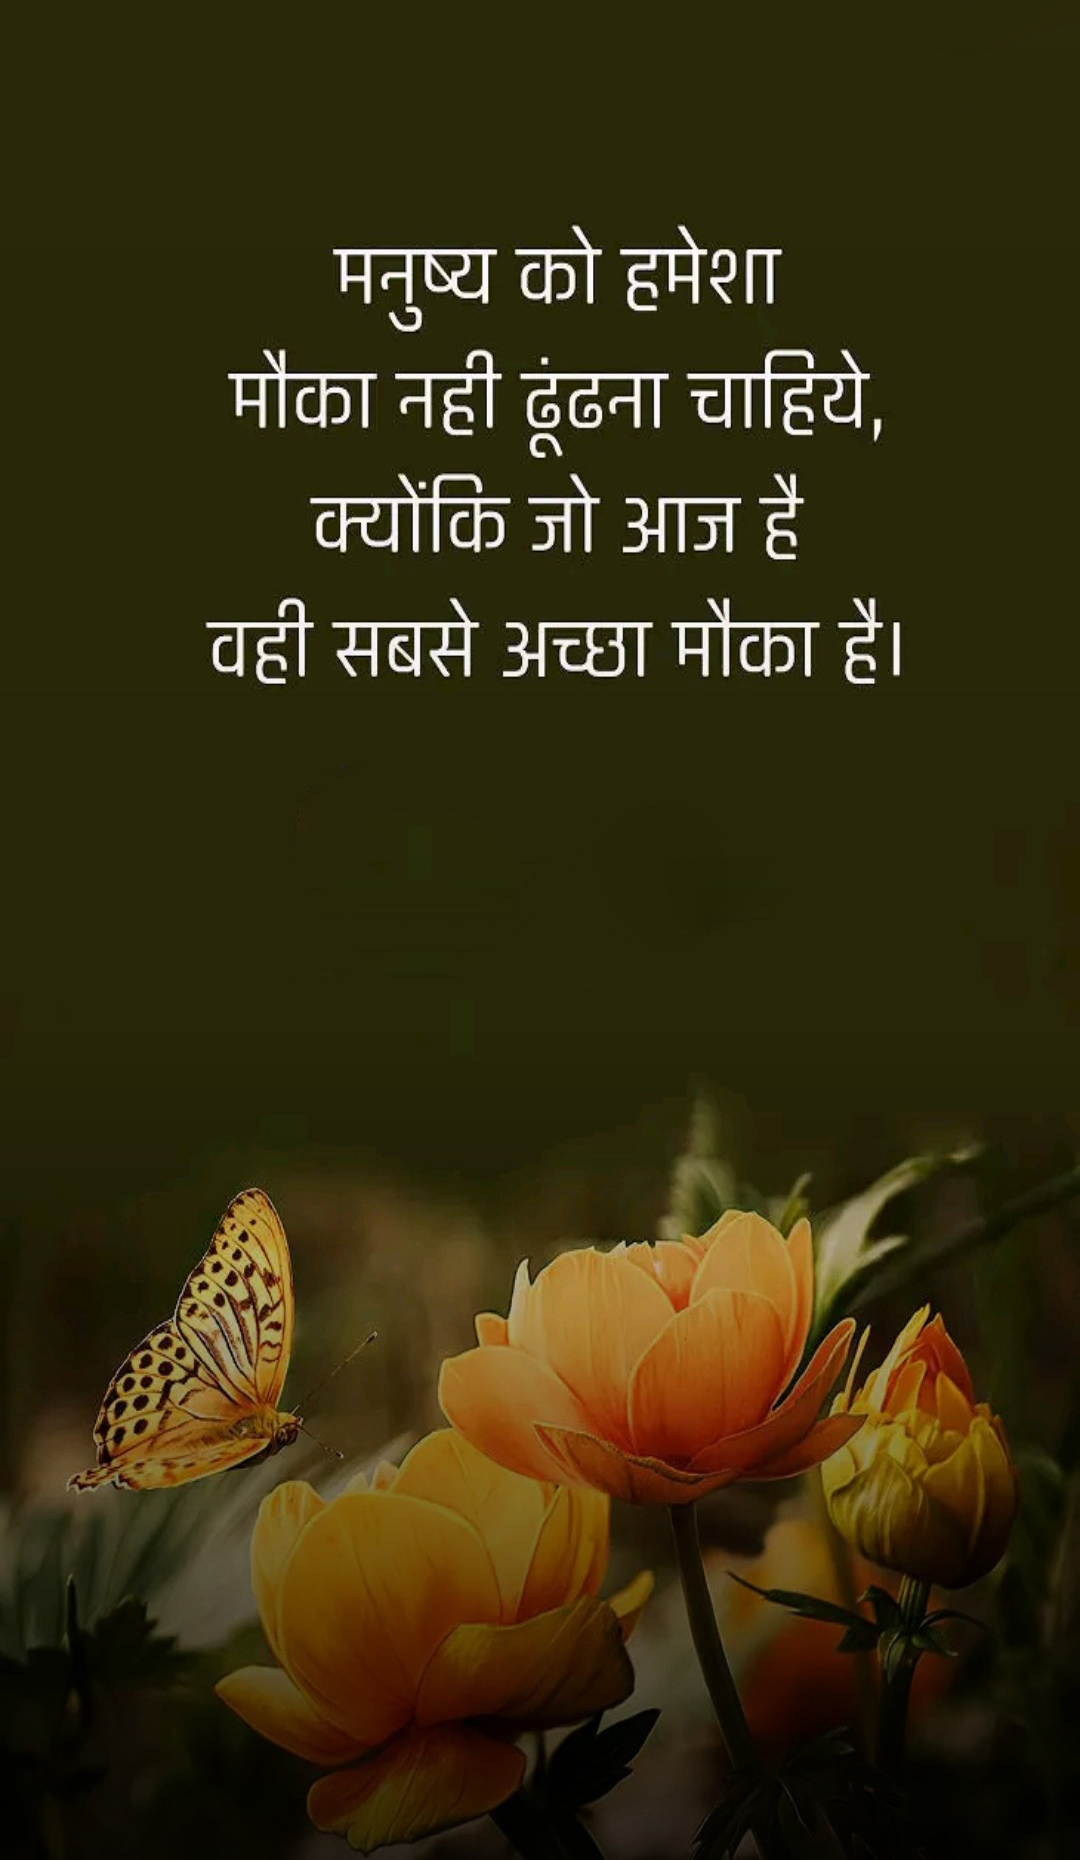 मनुष्य को हमेशा
मौका नही ढूंढना चाहिये,
क्योंकि जो आज है
वही सबसे अच्छा मौका है।